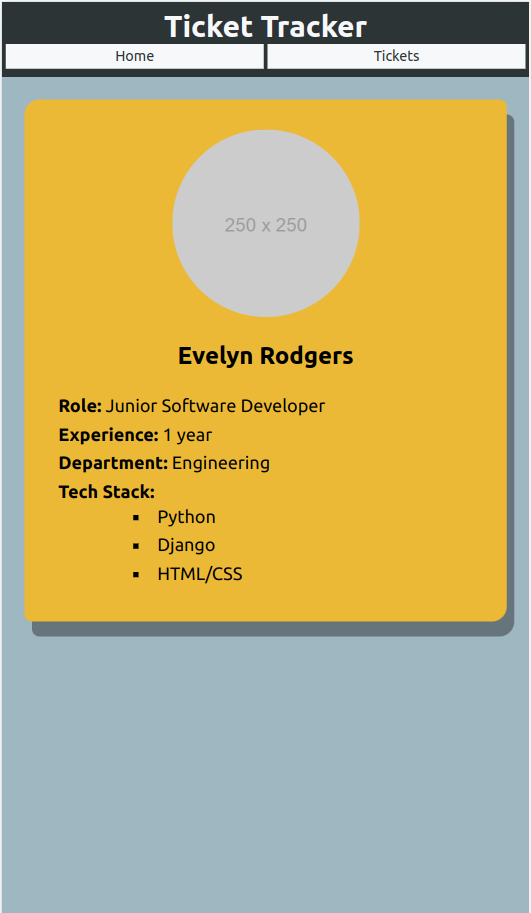 Ticket Tracker
Home
Tickets
250 x 250
Evelyn Rodgers
Role: Junior Software Developer
Experience: 1 year
Department: Engineering
Tech Stack:
Python
Django
HTML/CSS